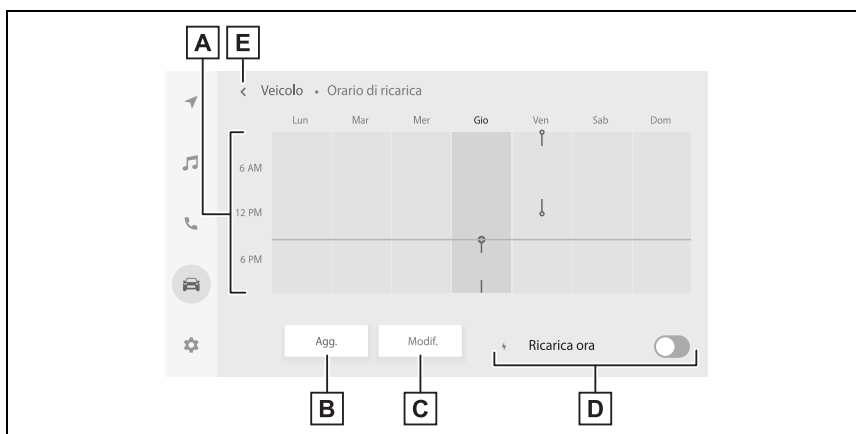 A E
Veicolo • Orario di ricarica
Lun Mar Mer Gio Ven Sab Dom
6 AM
12 PM
6 PM
Agg. Modif. Ricarica ora
B C D